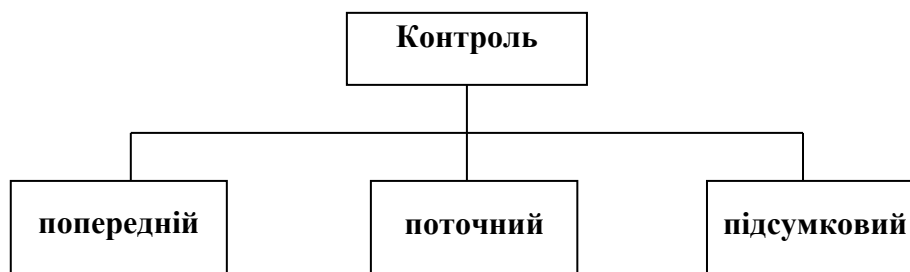 Контроль
попередній
поточний
підсумковий